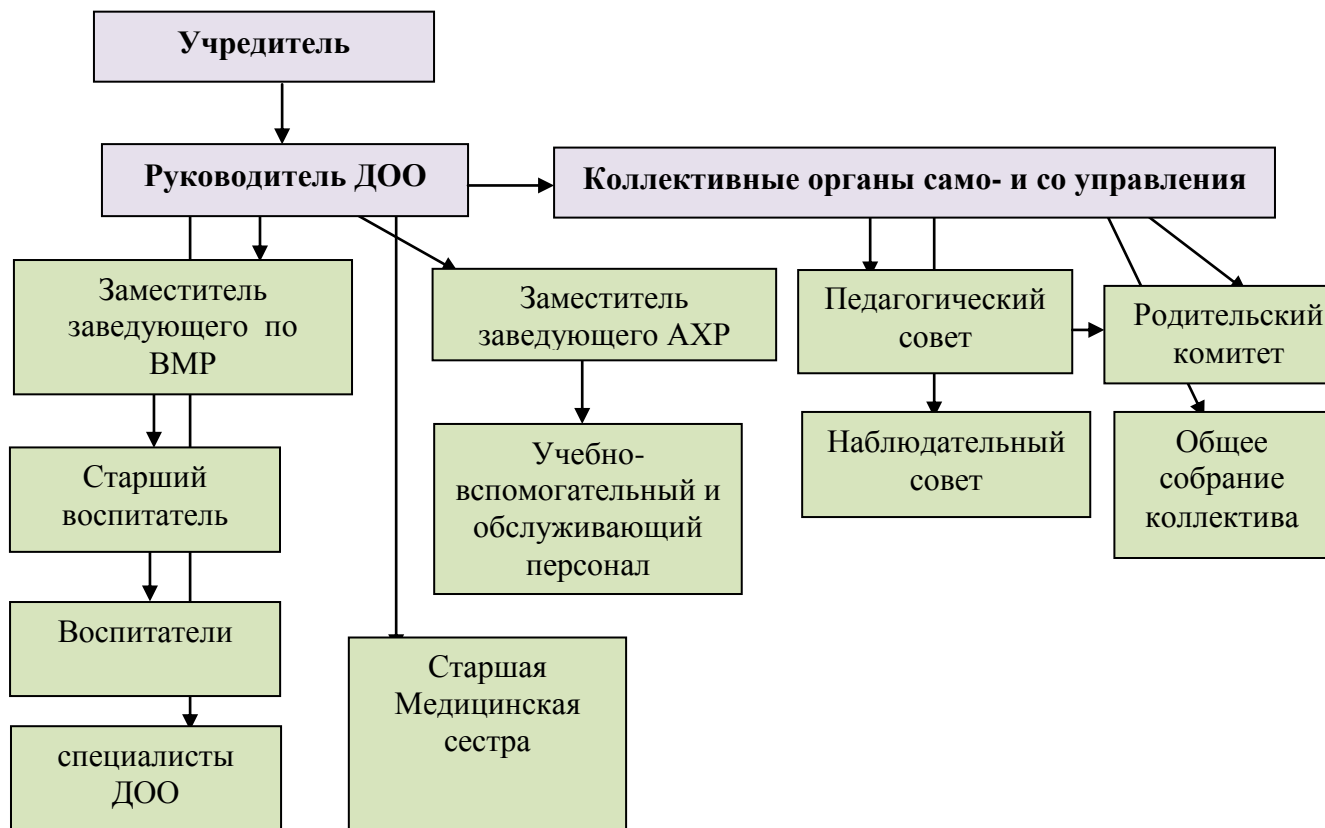 Учредитель
Руководитель ДОО
Коллективные органы само- и со управления
Заместитель
заведующего по
ВМР
Заместитель
заведующего АХР
Педагогический
совет
Родительский
комитет
Старший
воспитатель
Учебно-
вспомогательный и
обслуживающий
персонал
Наблюдательный
совет
Общее
собрание
коллектива
Воспитатели
Старшая
Медицинская
сестра
специалисты
ДОО